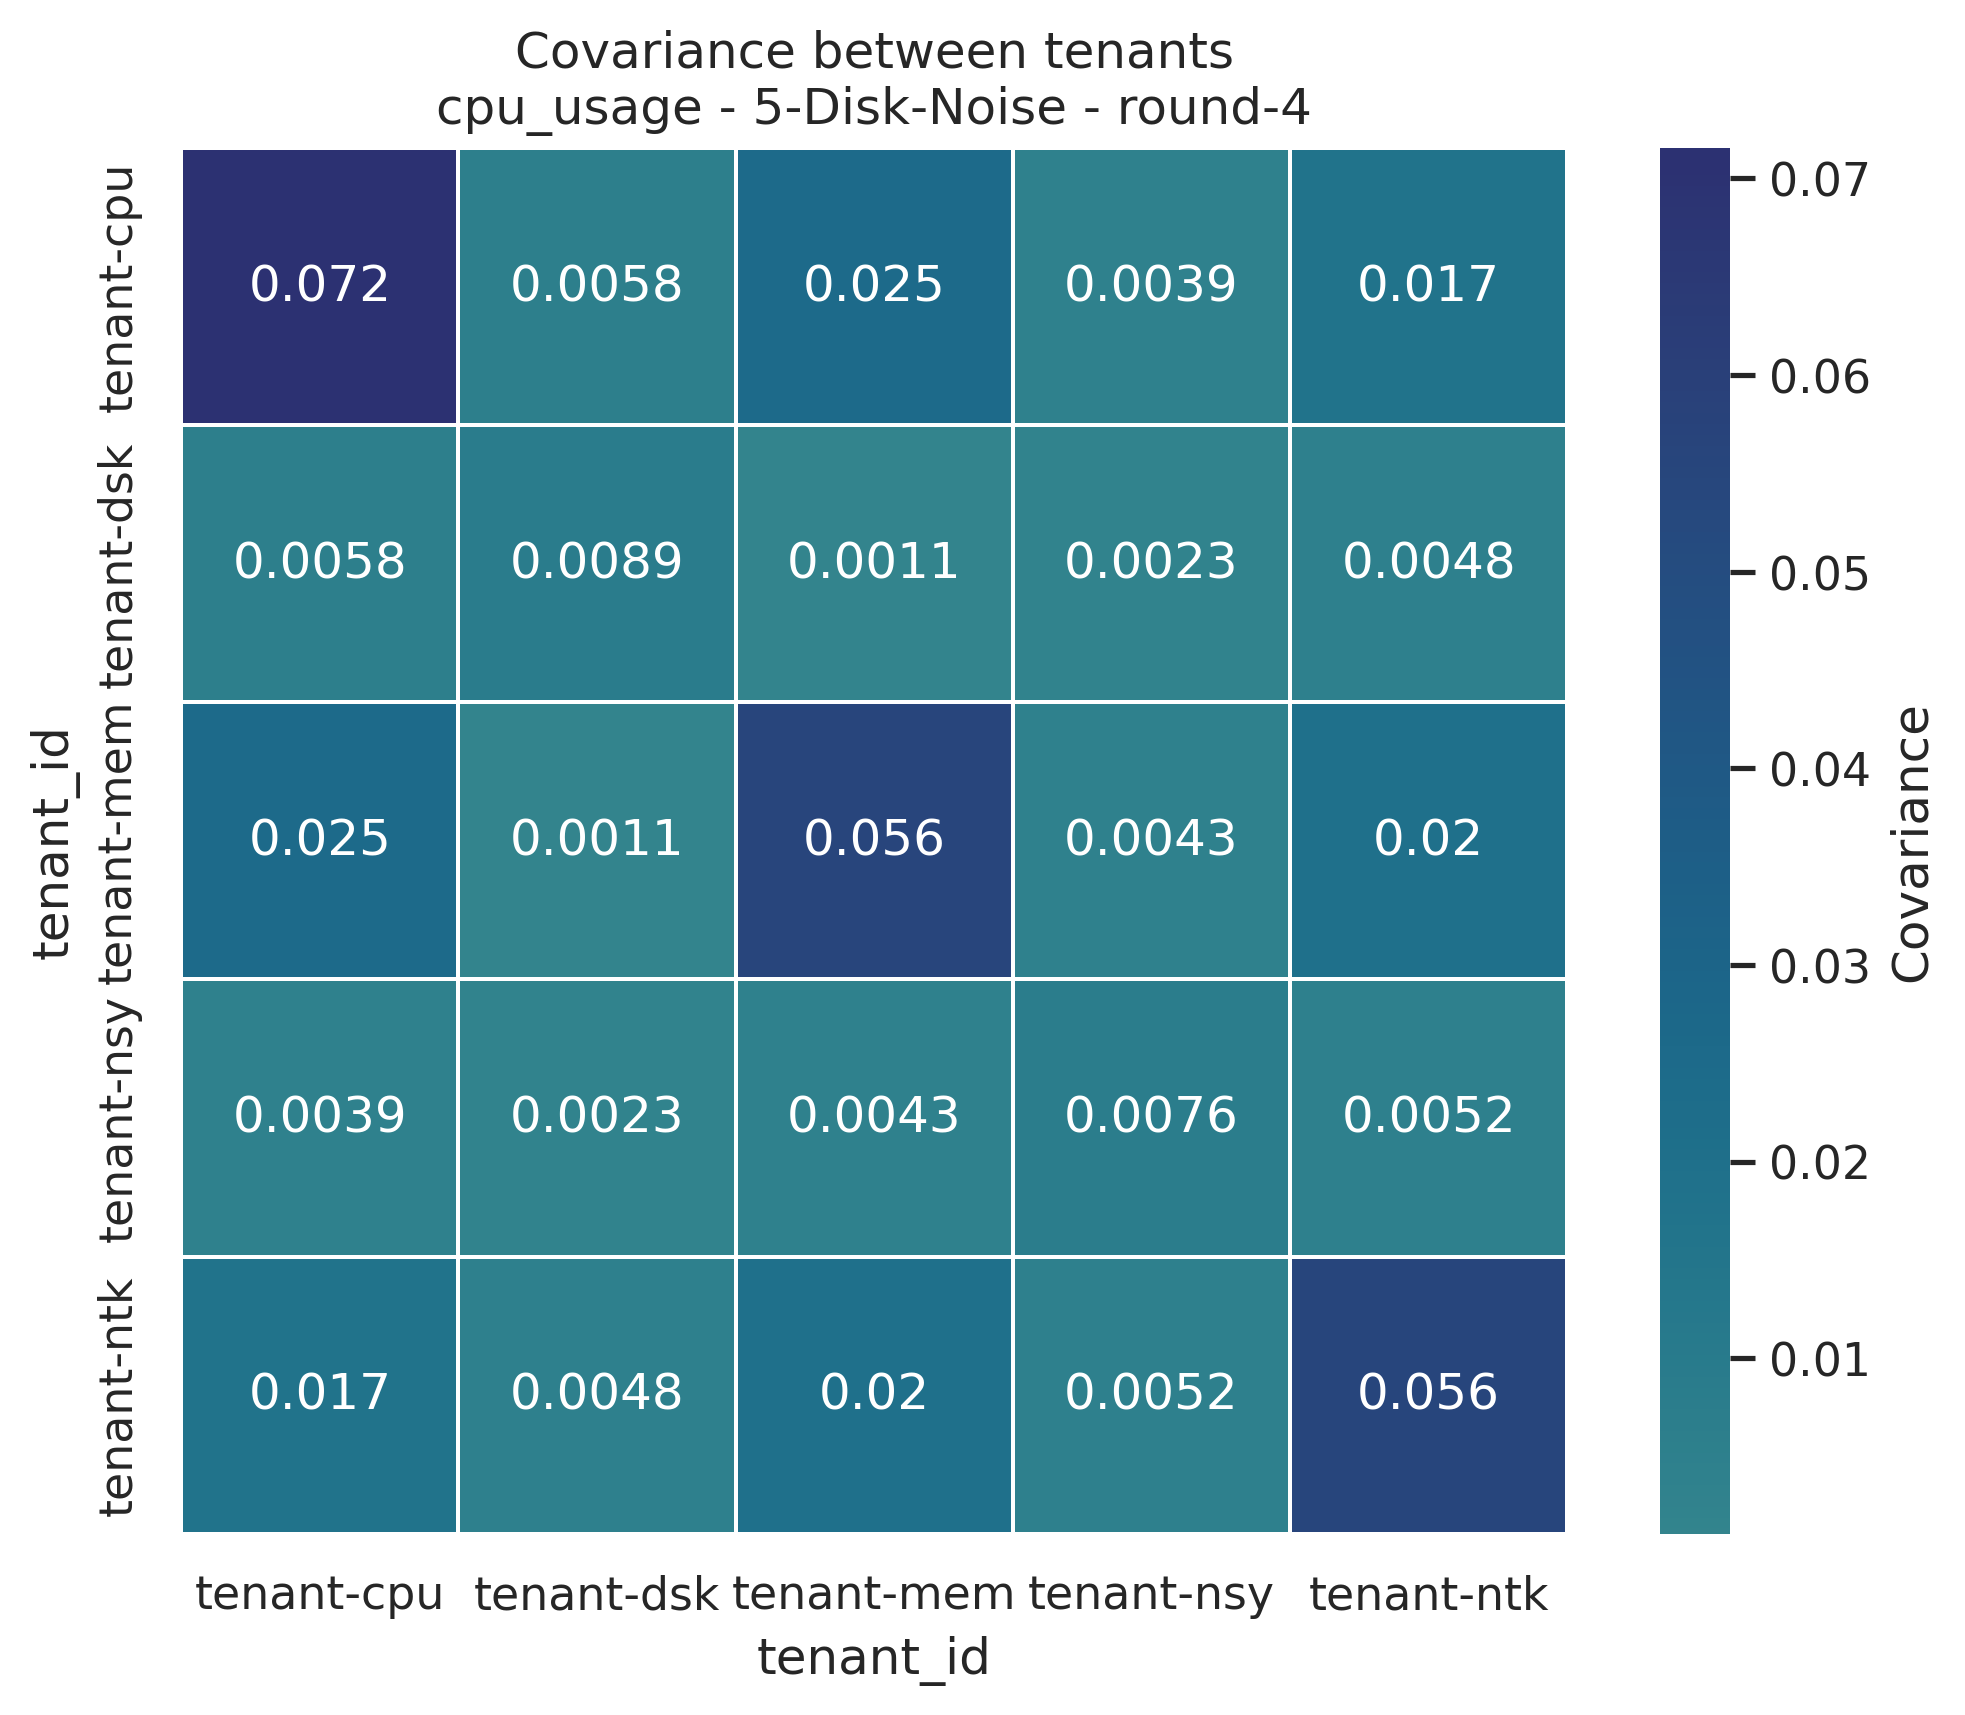 Covariance between tenants
cpu_usage - 5-Disk-Noise - round-4
tenant_id
tenant-cpu
0.072 0.0058 0.025 0.0039 0.017
tenant-dsk
0.0058 0.0089 0.0011 0.0023 0.0048
tenant-mem
0.025 0.0011 0.056 0.0043 0.02
tenant-nsy
0.0039 0.0023 0.0043 0.0076 0.0052
tenant-ntk
0.017 0.0048 0.02 0.0052 0.056
tenant-cpu tenant-dsk tenant-mem tenant-nsy tenant-ntk
tenant_id
0.07
0.06
0.05
0.04
0.03
0.02
0.01
Covariance